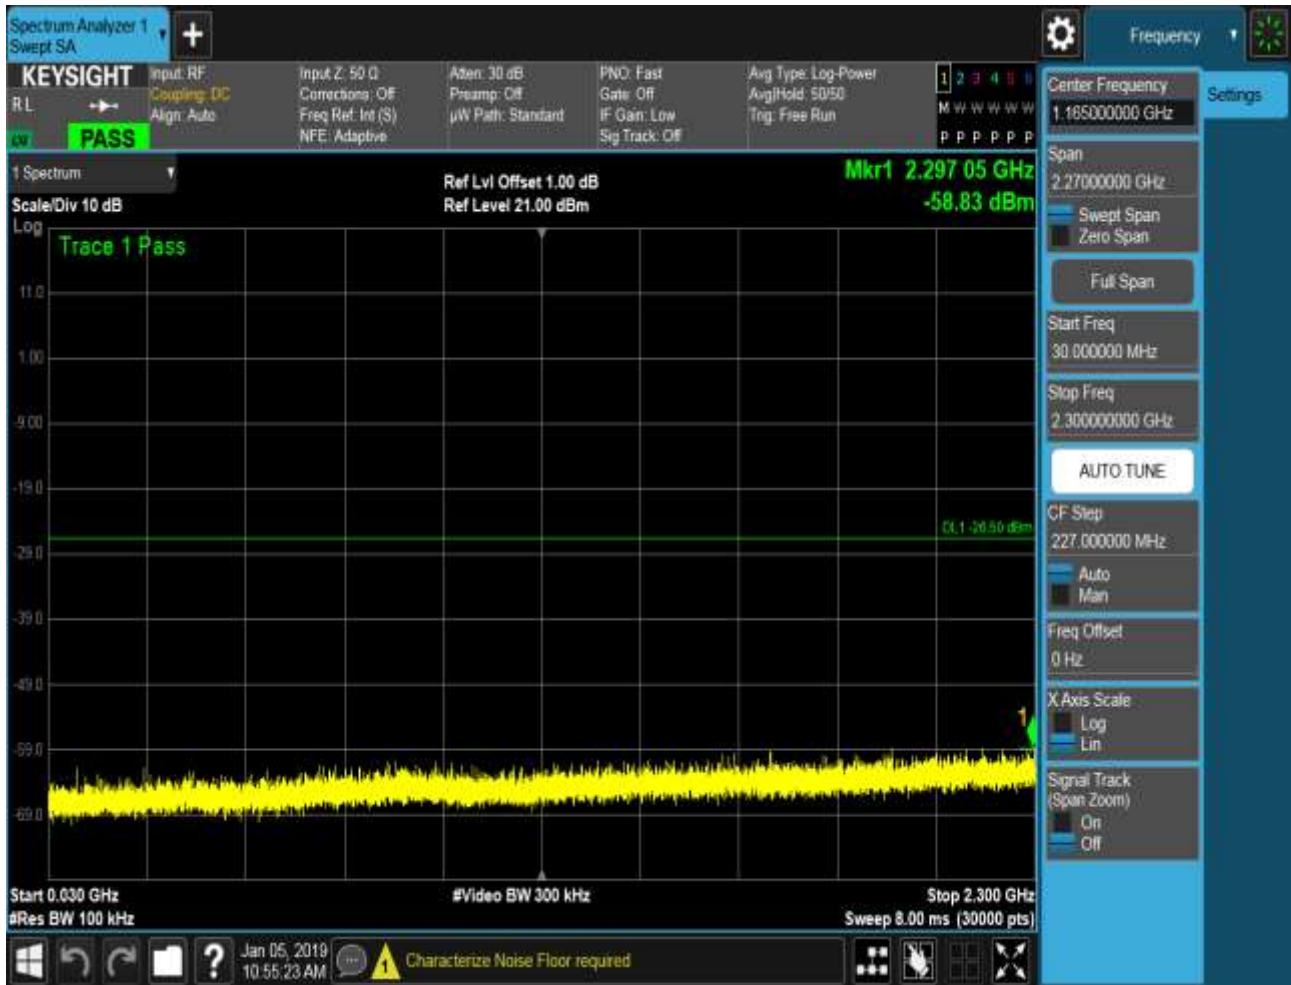 Spectrum Analyzer 1
Swept SA
+
Frequency
KEYSIGHT
R L
PASS
Input: RF
Coupling: DC
Align: Auto
Input Z: 50 Ω
Corrections: Off
Freq Ref: Int (S)
NFE: Adaptive
Atten: 30 dB
Preamp: Off
µW Path: Standard
PNO: Fast
Gate: Off
IF Gain: Low
Sig Track: Off
Avg Type: Log-Power
Avg|Hold: 50/50
Trig: Free Run
1 2 3 4 5 6
M W W W W W
P P P P P P
1 Spectrum
Scale/Div 10 dB
Log
Ref Lvl Offset 1.00 dB
Ref Level 21.00 dBm
Mkr1 2.297 05 GHz
-58.83 dBm
Trace 1 Pass
11.0
1.00
-9.00
-19.0
DL1 -26.50 dBm
-29.0
-39.0
-49.0
1
-59.0
-69.0
Start 0.030 GHz
#Video BW 300 kHz
Stop 2.300 GHz
#Res BW 100 kHz
Sweep 8.00 ms (30000 pts)
?
Jan 05, 2019
10:55:23 AM
1
Characterize Noise Floor required
Center Frequency
1.165000000 GHz
Settings
Span
2.27000000 GHz
Swept Span
Zero Span
Full Span
Start Freq
30.000000 MHz
Stop Freq
2.300000000 GHz
AUTO TUNE
CF Step
227.000000 MHz
Auto
Man
Freq Offset
0 Hz
X Axis Scale
Log
Lin
Signal Track
(Span Zoom)
On
Off